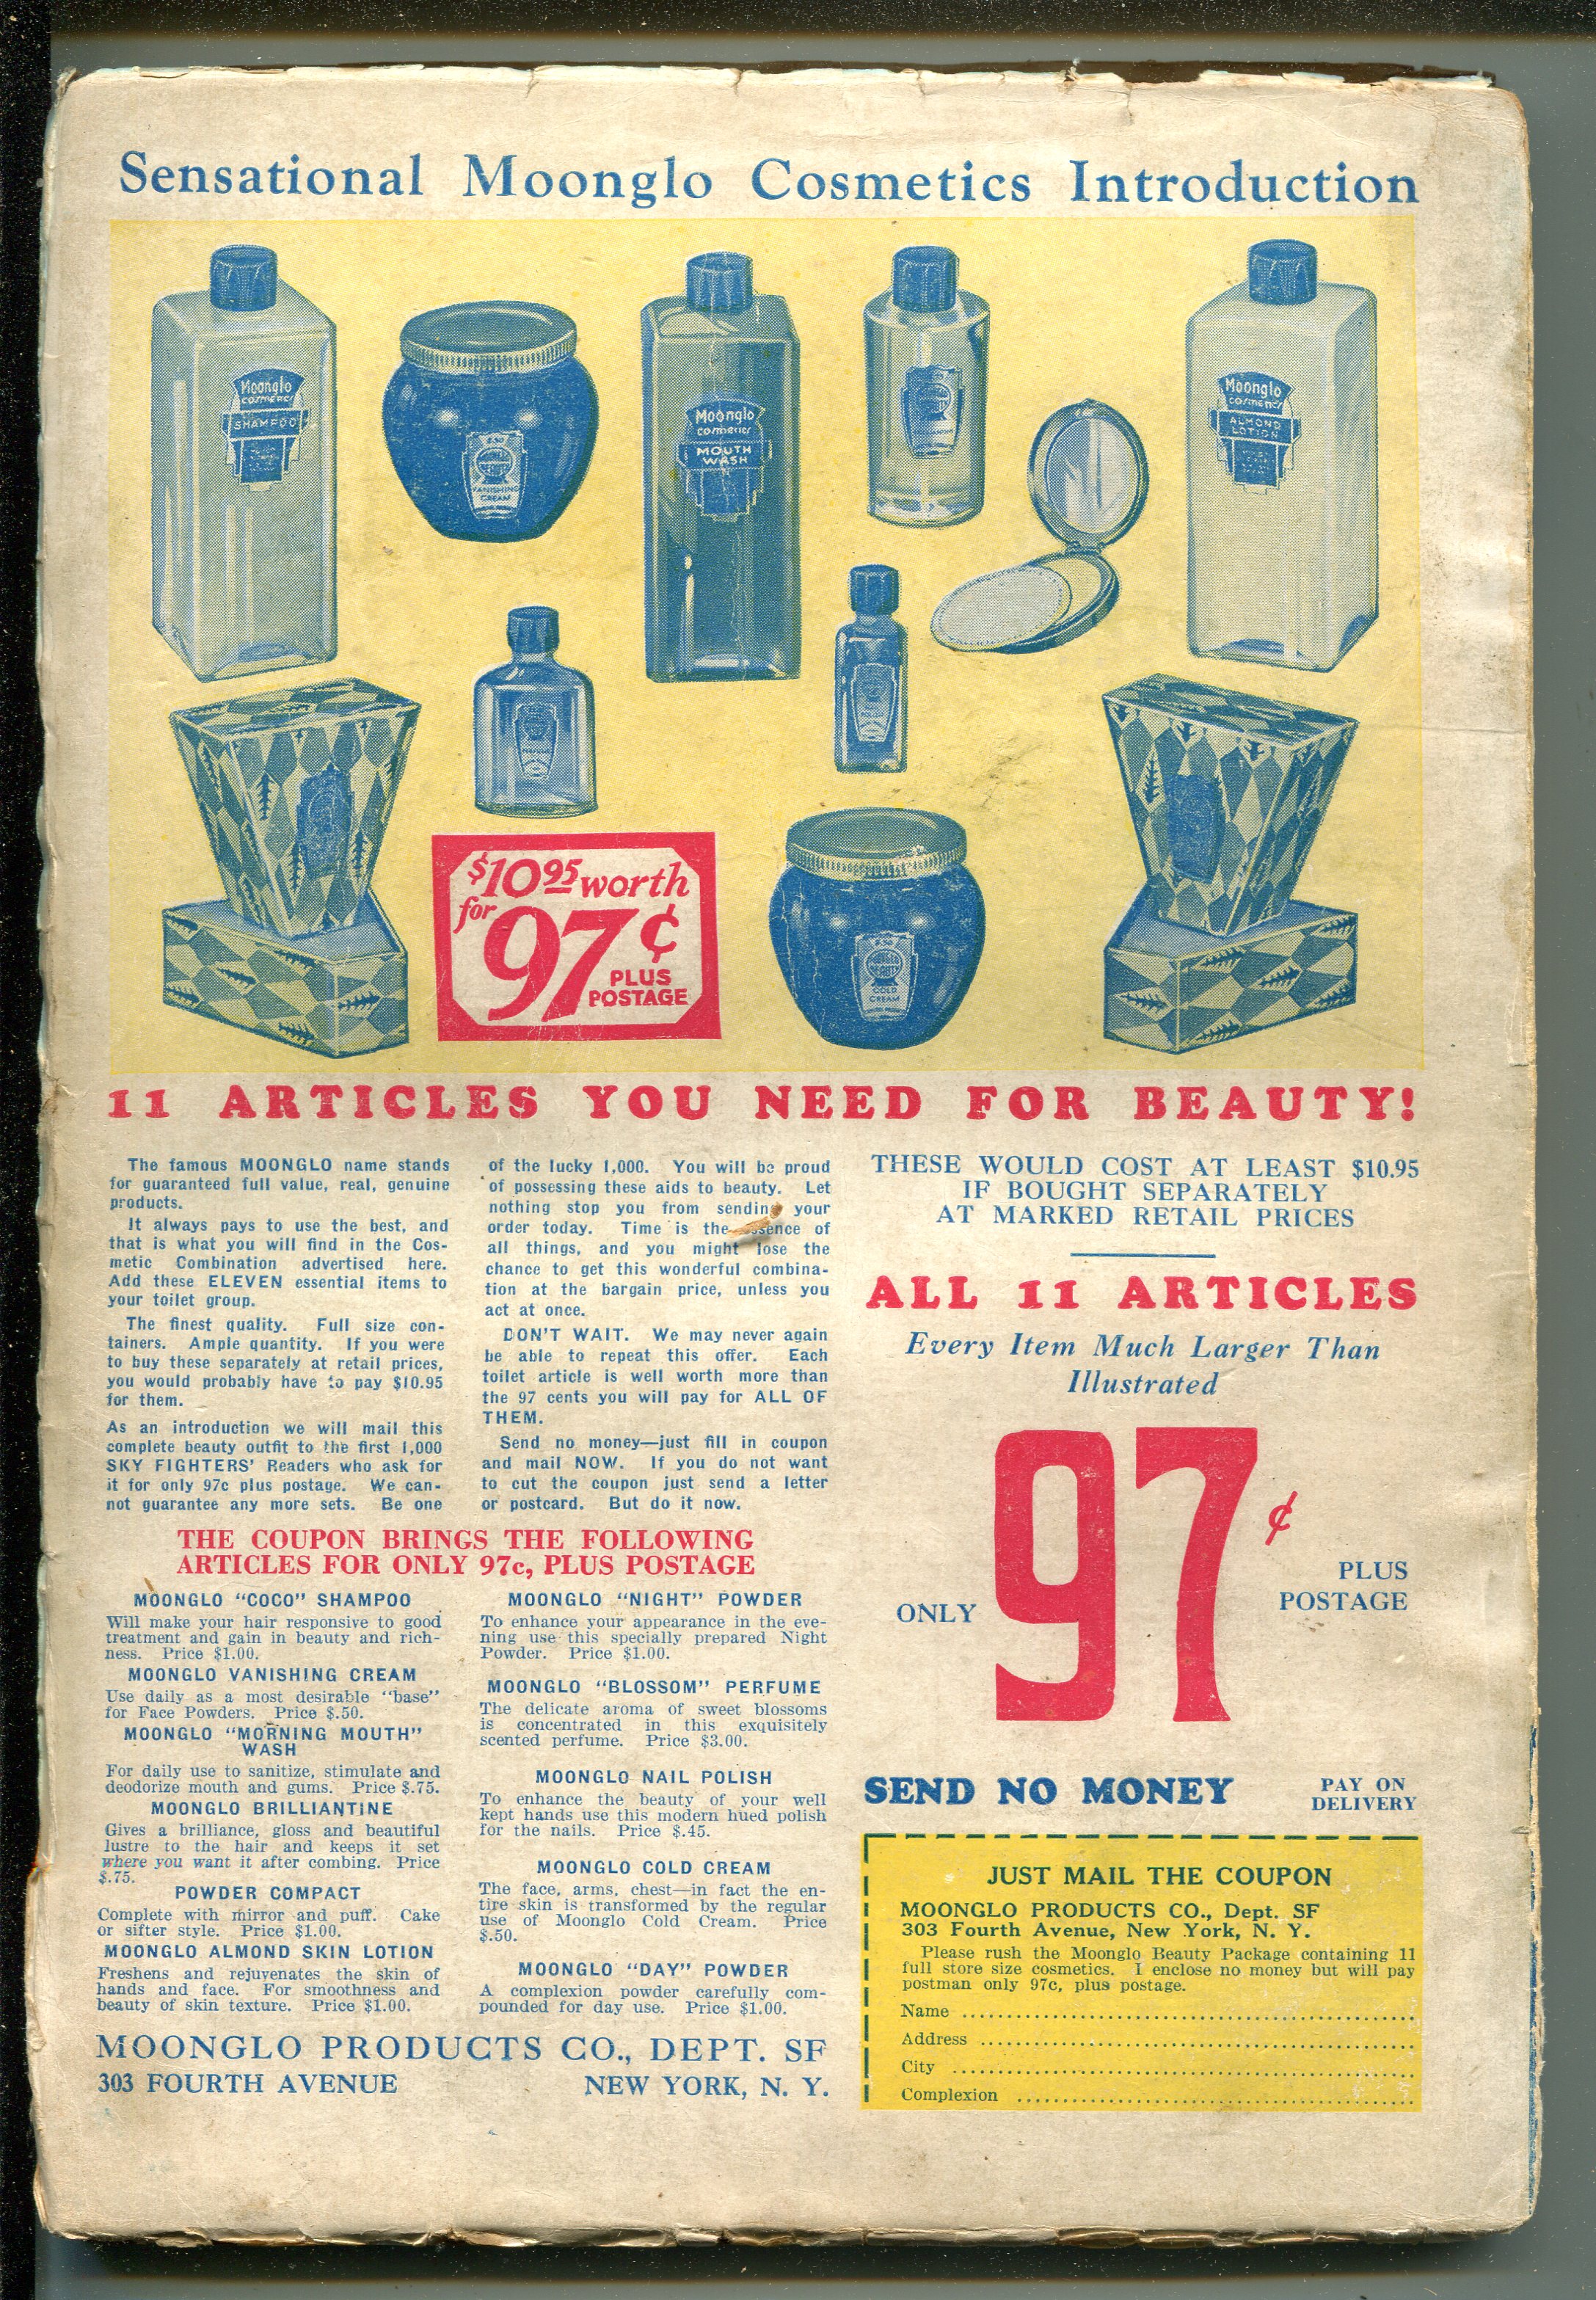 Sensational Moonglo Cosmetics Introduction
Moonglo
cosmetics
SHAMPOO
$.50
VANISHING
CREAM
Moonglo
cosmetics
MOUTH
WASH
Moonglo
cosmetics
ALMOND
LOTION
$10.95 worth
for 97¢
PLUS
POSTAGE
$.50
COLD
CREAM
11 ARTICLES YOU NEED FOR BEAUTY!
The famous MOONGLO name stands
for guaranteed full value, real, genuine
products.
It always pays to use the best, and
that is what you will find in the Cos-
metic Combination advertised here.
Add these ELEVEN essential items to
your toilet group.
The finest quality. Full size con-
tainers. Ample quantity. If you were
to buy these separately at retail prices,
you would probably have to pay $10.95
for them.
As an introduction we will mail this
complete beauty outfit to the first 1,000
SKY FIGHTERS' Readers who ask for
it for only 97c plus postage. We can-
not guarantee any more sets. Be one
of the lucky 1,000. You will be proud
of possessing these aids to beauty. Let
nothing stop you from sending your
order today. Time is the essence of
all things, and you might lose the
chance to get this wonderful combina-
tion at the bargain price, unless you
act at once.
DON'T WAIT. We may never again
be able to repeat this offer. Each
toilet article is well worth more than
the 97 cents you will pay for ALL OF
THEM.
Send no money—just fill in coupon
and mail NOW. If you do not want
to cut the coupon just send a letter
or postcard. But do it now.
THE COUPON BRINGS THE FOLLOWING
ARTICLES FOR ONLY 97c, PLUS POSTAGE
MOONGLO "COCO" SHAMPOO
Will make your hair responsive to good
treatment and gain in beauty and rich-
ness. Price $1.00.
MOONGLO VANISHING CREAM
Use daily as a most desirable "base"
for Face Powders. Price $.50.
MOONGLO "MORNING MOUTH"
WASH
For daily use to sanitize, stimulate and
deodorize mouth and gums. Price $.75.
MOONGLO BRILLIANTINE
Gives a brilliance, gloss and beautiful
lustre to the hair and keeps it set
where you want it after combing. Price
$.75.
POWDER COMPACT
Complete with mirror and puff. Cake
or sifter style. Price $1.00.
MOONGLO ALMOND SKIN LOTION
Freshens and rejuvenates the skin of
hands and face. For smoothness and
beauty of skin texture. Price $1.00.
MOONGLO "NIGHT" POWDER
To enhance your appearance in the eve-
ning use this specially prepared Night
Powder. Price $1.00.
MOONGLO "BLOSSOM" PERFUME
The delicate aroma of sweet blossoms
is concentrated in this exquisitely
scented perfume. Price $3.00.
MOONGLO NAIL POLISH
To enhance the beauty of your well
kept hands use this modern hued polish
for the nails. Price $.45.
MOONGLO COLD CREAM
The face, arms, chest—in fact the en-
tire skin is transformed by the regular
use of Moonglo Cold Cream. Price
$.50.
MOONGLO "DAY" POWDER
A complexion powder carefully com-
pounded for day use. Price $1.00.
MOONGLO PRODUCTS CO., DEPT. SF
303 FOURTH AVENUE NEW YORK, N. Y.
THESE WOULD COST AT LEAST $10.95
IF BOUGHT SEPARATELY
AT MARKED RETAIL PRICES
ALL 11 ARTICLES
Every Item Much Larger Than
Illustrated
ONLY 97¢ PLUS
POSTAGE
SEND NO MONEY PAY ON
DELIVERY
JUST MAIL THE COUPON
MOONGLO PRODUCTS CO., Dept. SF
303 Fourth Avenue, New York, N. Y.
Please rush the Moonglo Beauty Package containing 11
full store size cosmetics. I enclose no money but will pay
postman only 97c, plus postage.
Name
Address
City
Complexion